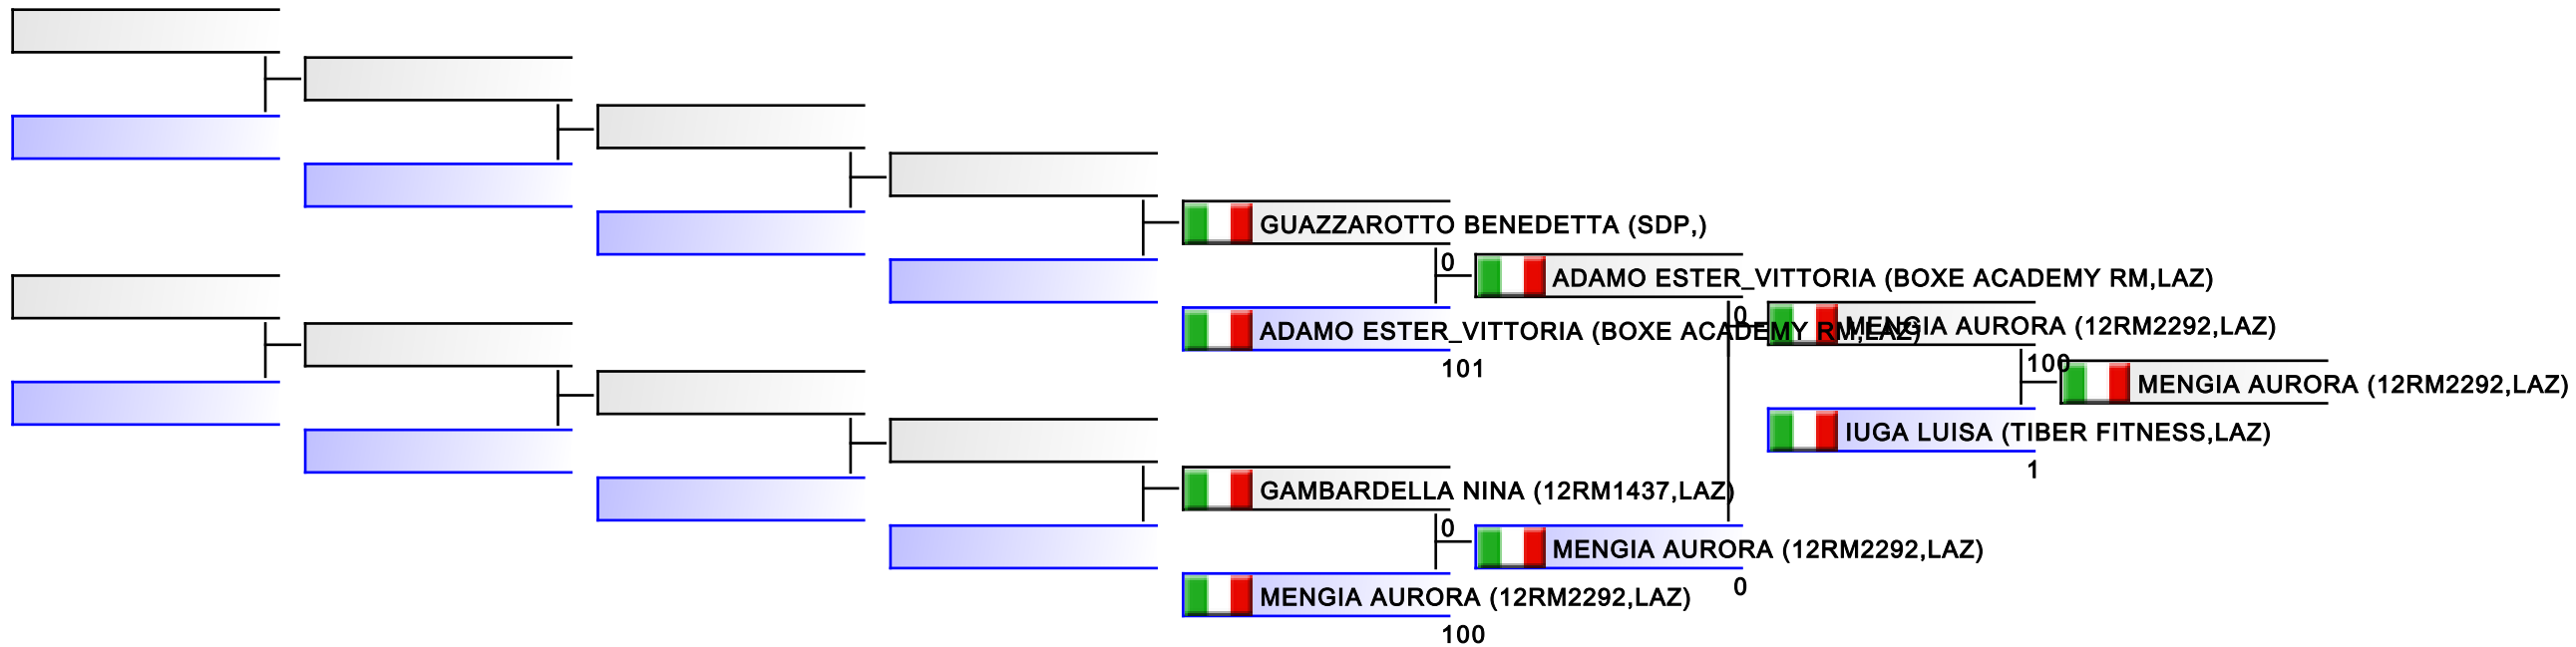 GUAZZAROTTO BENEDETTA (SDP,)
0
ADAMO ESTER_VITTORIA (BOXE ACADEMY RM,LAZ)
0
ADAMO ESTER_VITTORIA (BOXE ACADEMY RM,LAZ)
MENGIA AURORA (12RM2292,LAZ)
101
100
MENGIA AURORA (12RM2292,LAZ)
IUGA LUISA (TIBER FITNESS,LAZ)
1
GAMBARDELLA NINA (12RM1437,LAZ)
0
MENGIA AURORA (12RM2292,LAZ)
0
MENGIA AURORA (12RM2292,LAZ)
100